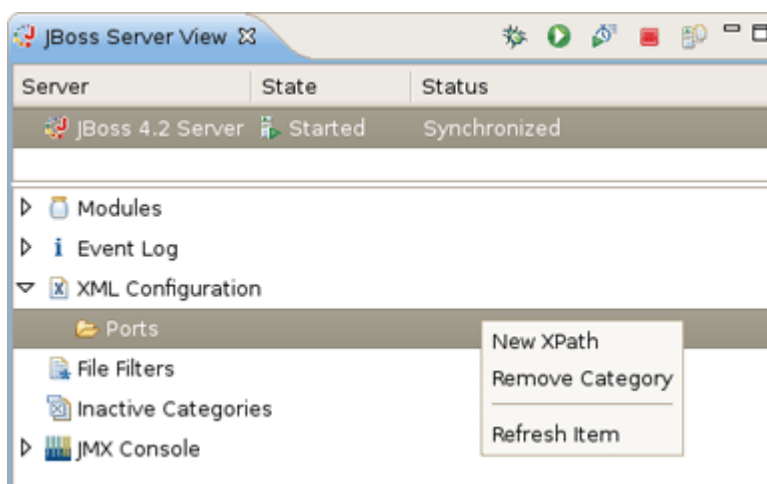 JBoss Server View
Server State Status
JBoss 4.2 Server Started Synchronized
Modules
i Event Log
X XML Configuration
Ports
New XPath
Remove Category
Refresh Item
File Filters
Inactive Categories
JMX Console